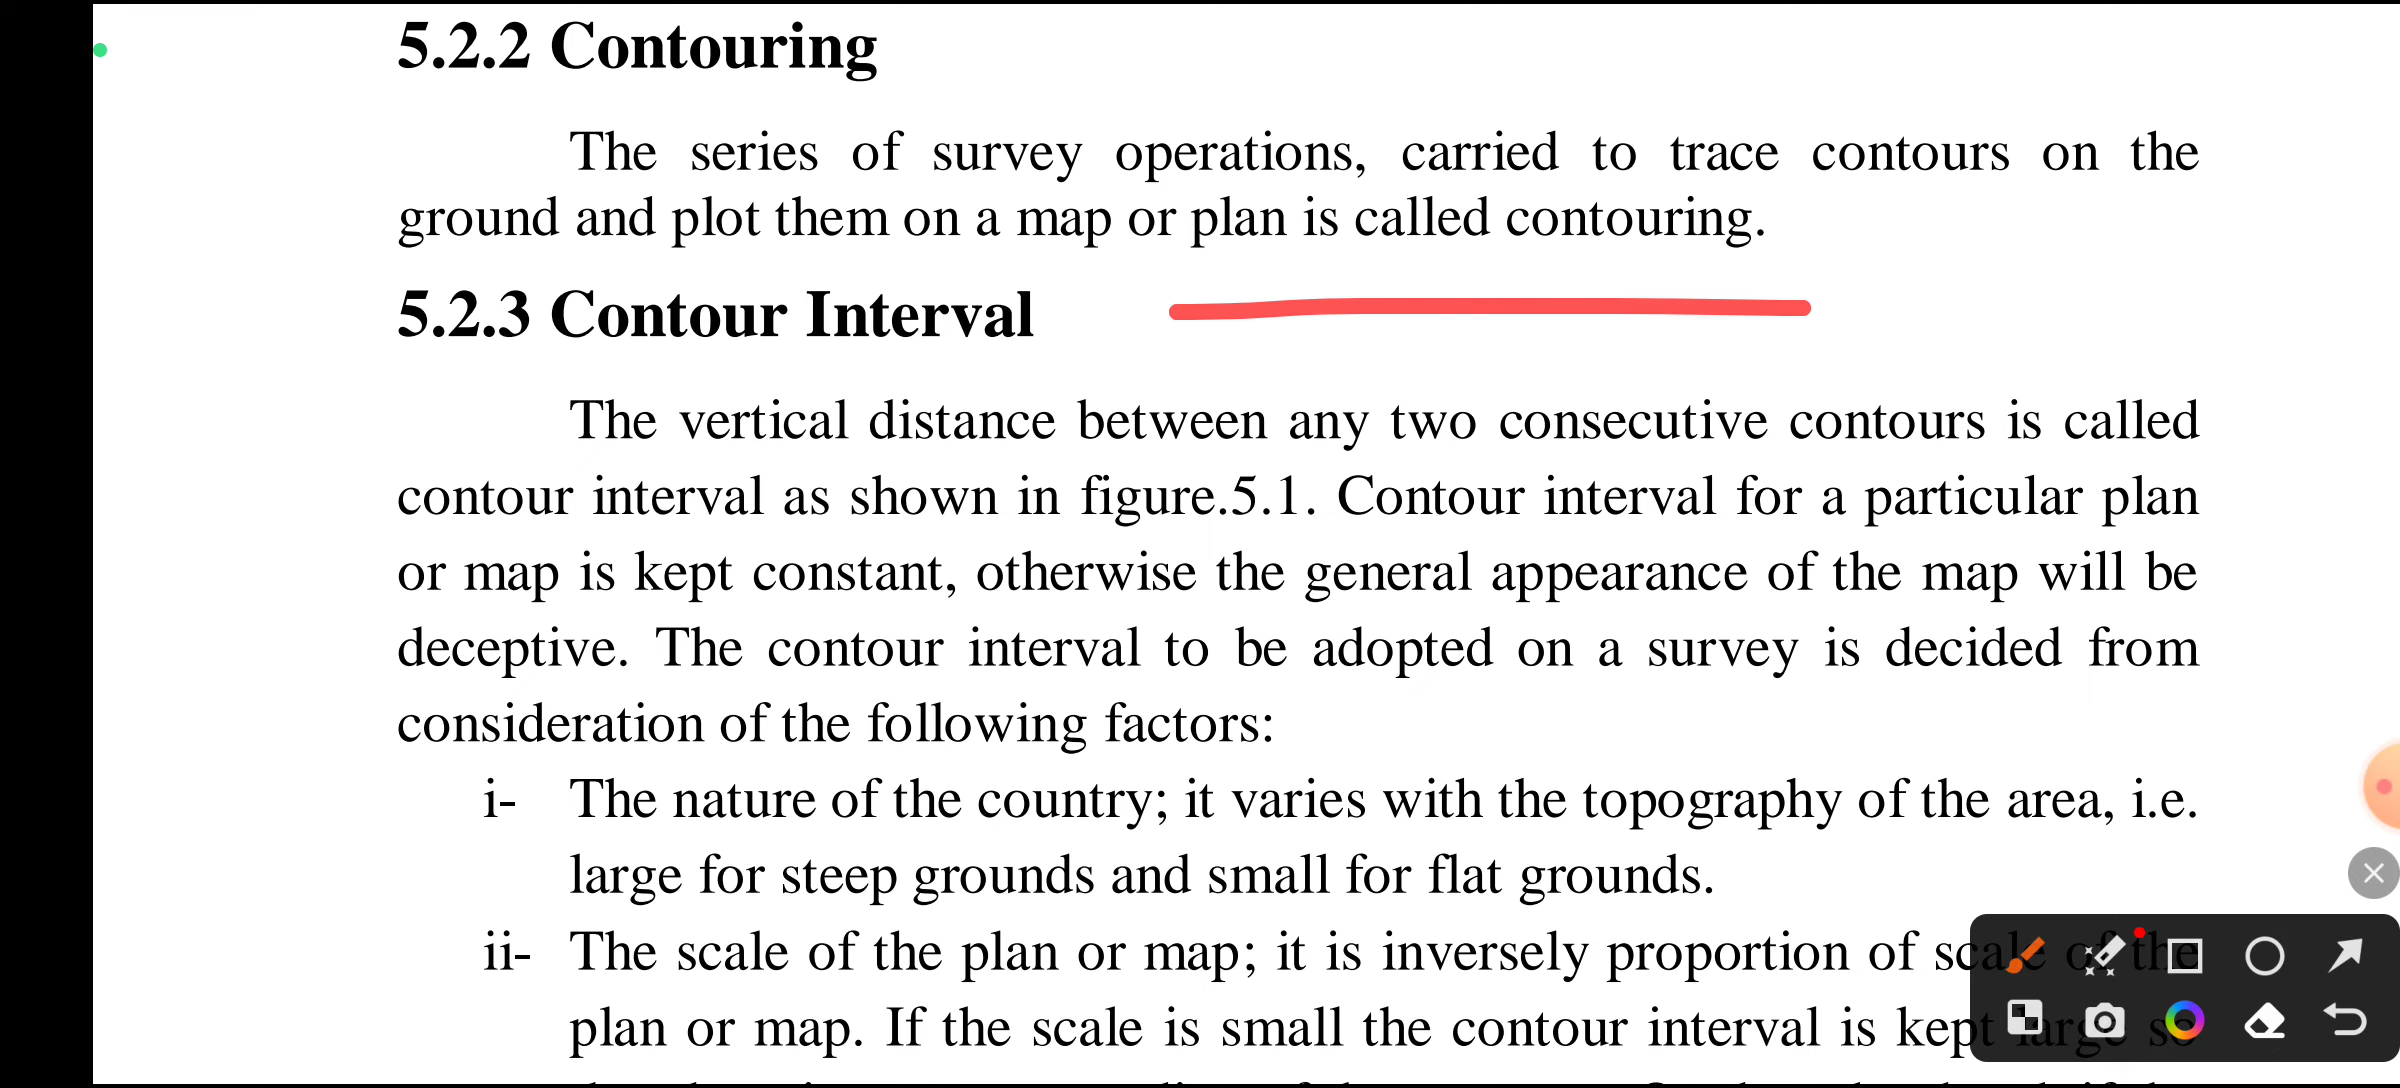 5.2.2 Contouring
The series of survey operations, carried to trace contours on the
ground and plot them on a map or plan is called contouring.
5.2.3 Contour Interval
The vertical distance between any two consecutive contours is called
contour interval as shown in figure.5.1. Contour interval for a particular plan
or map is kept constant, otherwise the general appearance of the map will be
deceptive. The contour interval to be adopted on a survey is decided from
consideration of the following factors:
i- The nature of the country; it varies with the topography of the area, i.e.
large for steep grounds and small for flat grounds.
ii- The scale of the plan or map; it is inversely proportion of scale of the
plan or map. If the scale is small the contour interval is kept large so